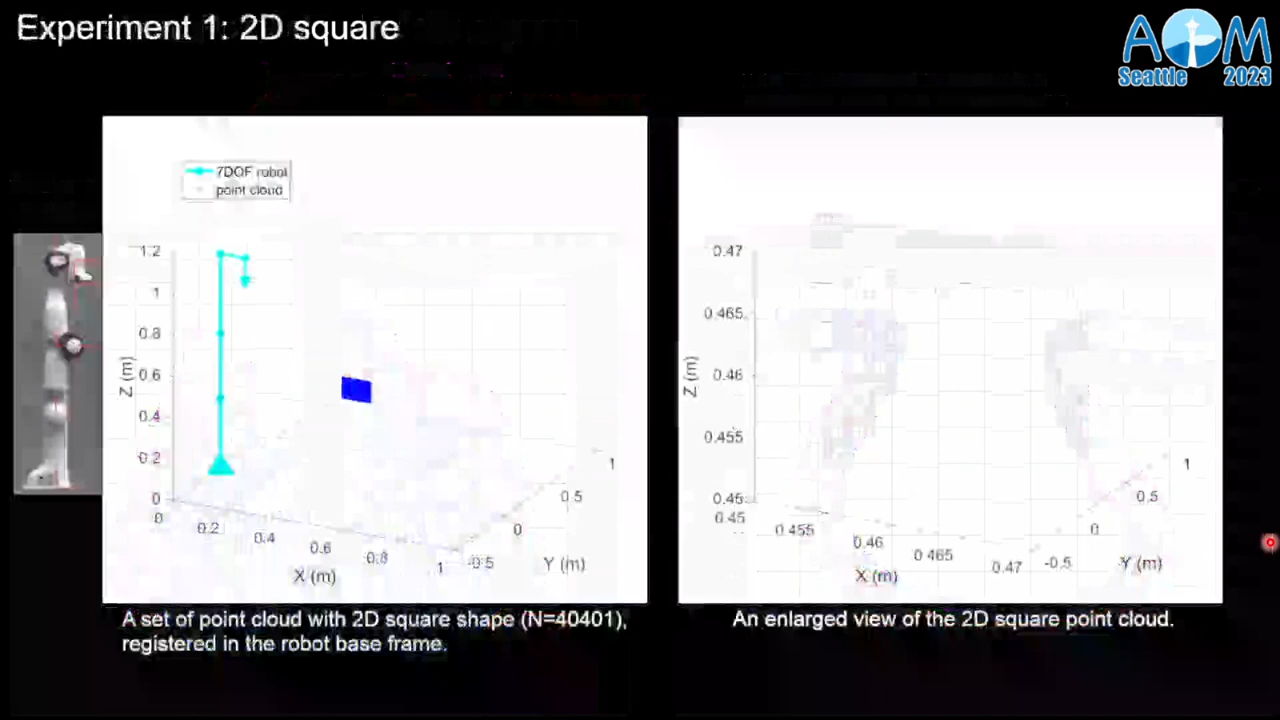 Experiment 1: 2D square
AIM
Seattle 2023
7DOF robot
point cloud
1.2
1
0.8
0.6
0.4
0.2
0
Z (m)
0
0.2
0.4
0.6
0.8
1
X (m)
-0.5
0
0.5
1
Y (m)
0.47
0.465
0.46
0.455
0.45
Z (m)
0.45
0.455
0.46
0.465
0.47
X (m)
-0.5
0
0.5
1
Y (m)
A set of point cloud with 2D square shape (N=40401),
registered in the robot base frame.
An enlarged view of the 2D square point cloud.